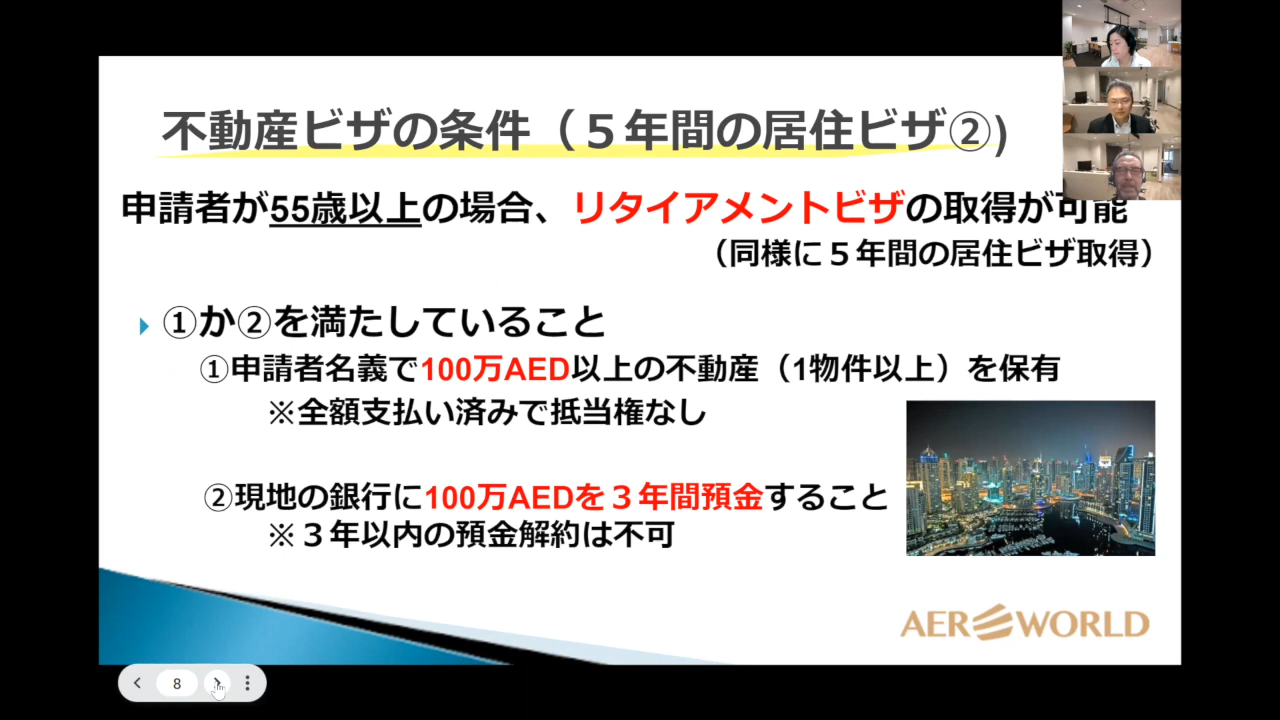 不動産ビザの条件（５年間の居住ビザ②)
申請者が55歳以上の場合、リタイアメントビザの取得が可能
（同様に５年間の居住ビザ取得）
①か②を満たしていること
①申請者名義で100万AED以上の不動産（1物件以上）を保有
※全額支払い済みで抵当権なし
②現地の銀行に100万AEDを３年間預金すること
※３年以内の預金解約は不可
AER WORLD
8